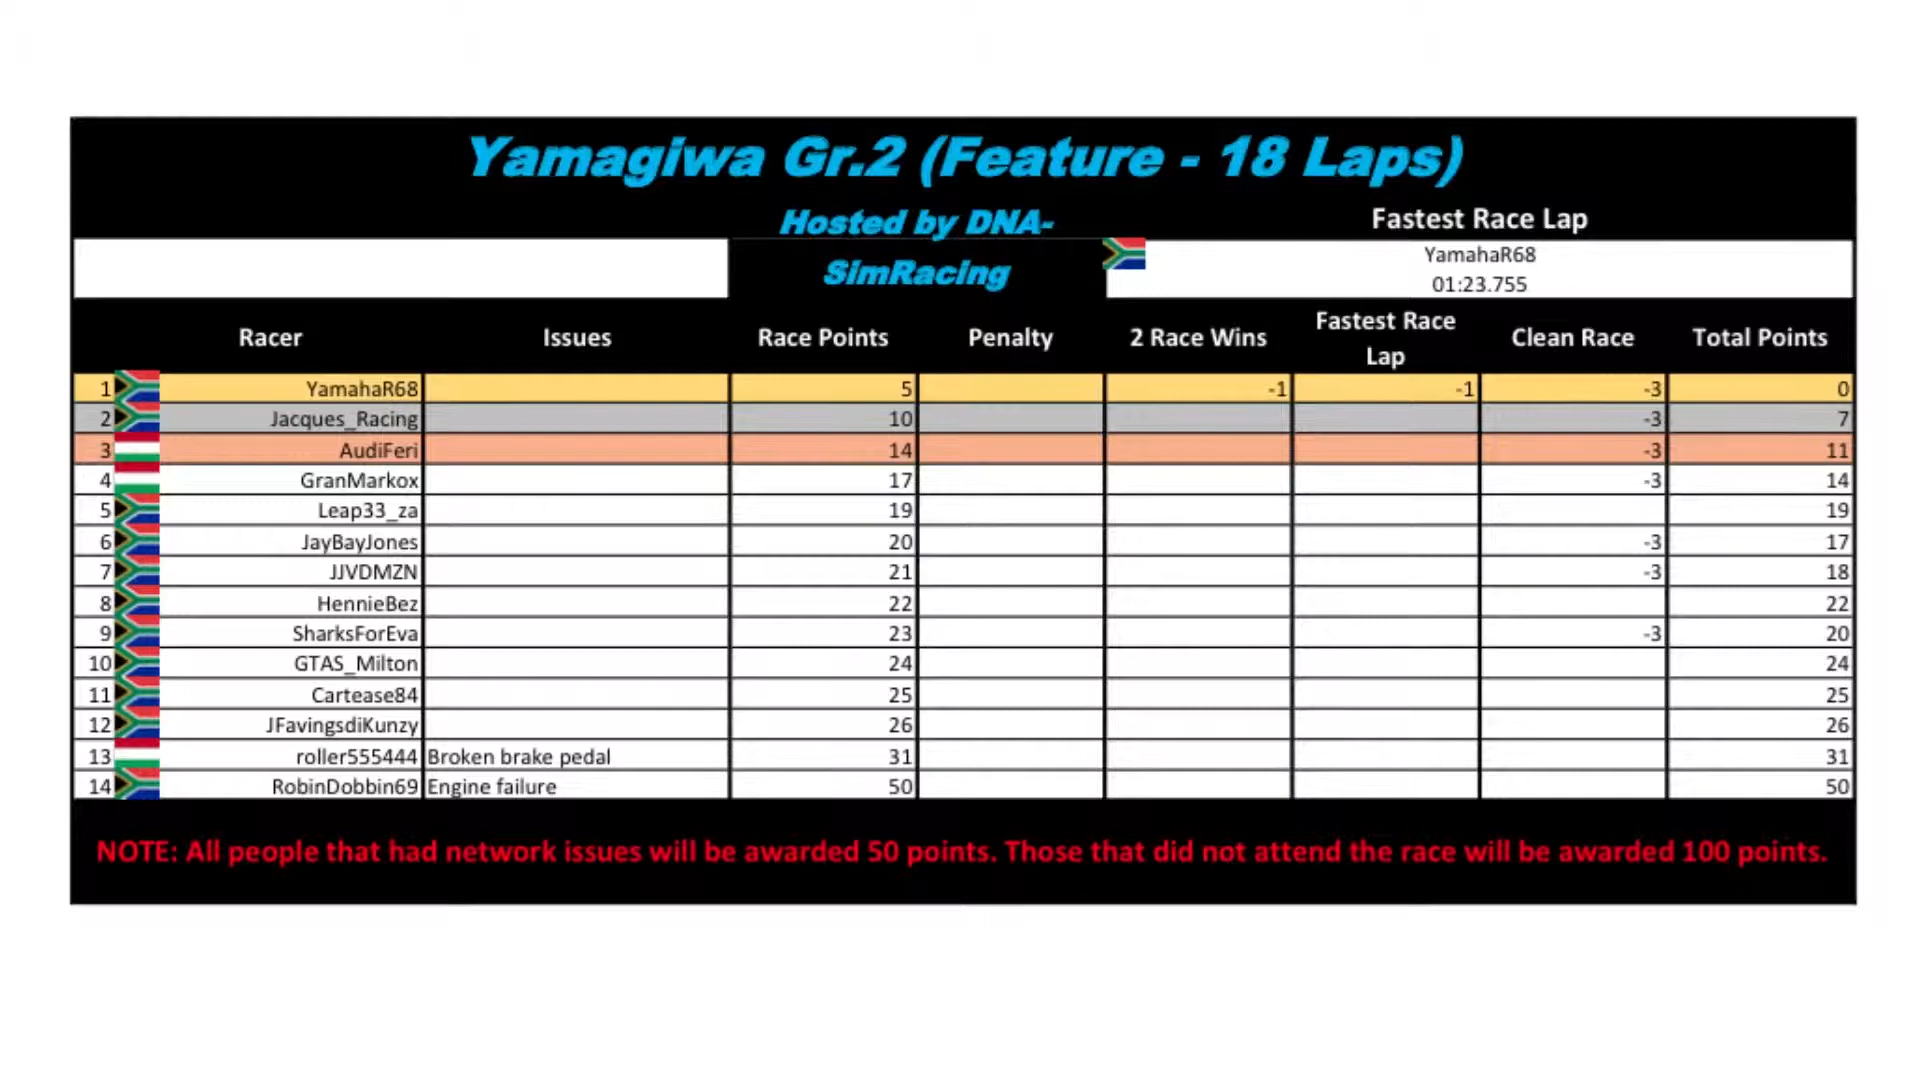 Yamagiwa Gr.2 (Feature - 18 Laps)
Hosted by DNA-
SimRacing
Fastest Race Lap
YamahaR68
01:23.755
Racer Issues Race Points Penalty 2 Race Wins Fastest Race Lap Clean Race Total Points
1 YamahaR68 5 -1 -1 -3 0
2 Jacques_Racing 10 -3 7
3 AudiFeri 14 -3 11
4 GranMarkox 17 -3 14
5 Leap33_za 19 19
6 JayBayJones 20 -3 17
7 JJVDMZN 21 -3 18
8 HennieBez 22 22
9 SharksForEva 23 -3 20
10 GTAS_Milton 24 24
11 Cartease84 25 25
12 JFavingsdiKunzy 26 26
13 roller555444 Broken brake pedal 31 31
14 RobinDobbin69 Engine failure 50 50
NOTE: All people that had network issues will be awarded 50 points. Those that did not attend the race will be awarded 100 points.